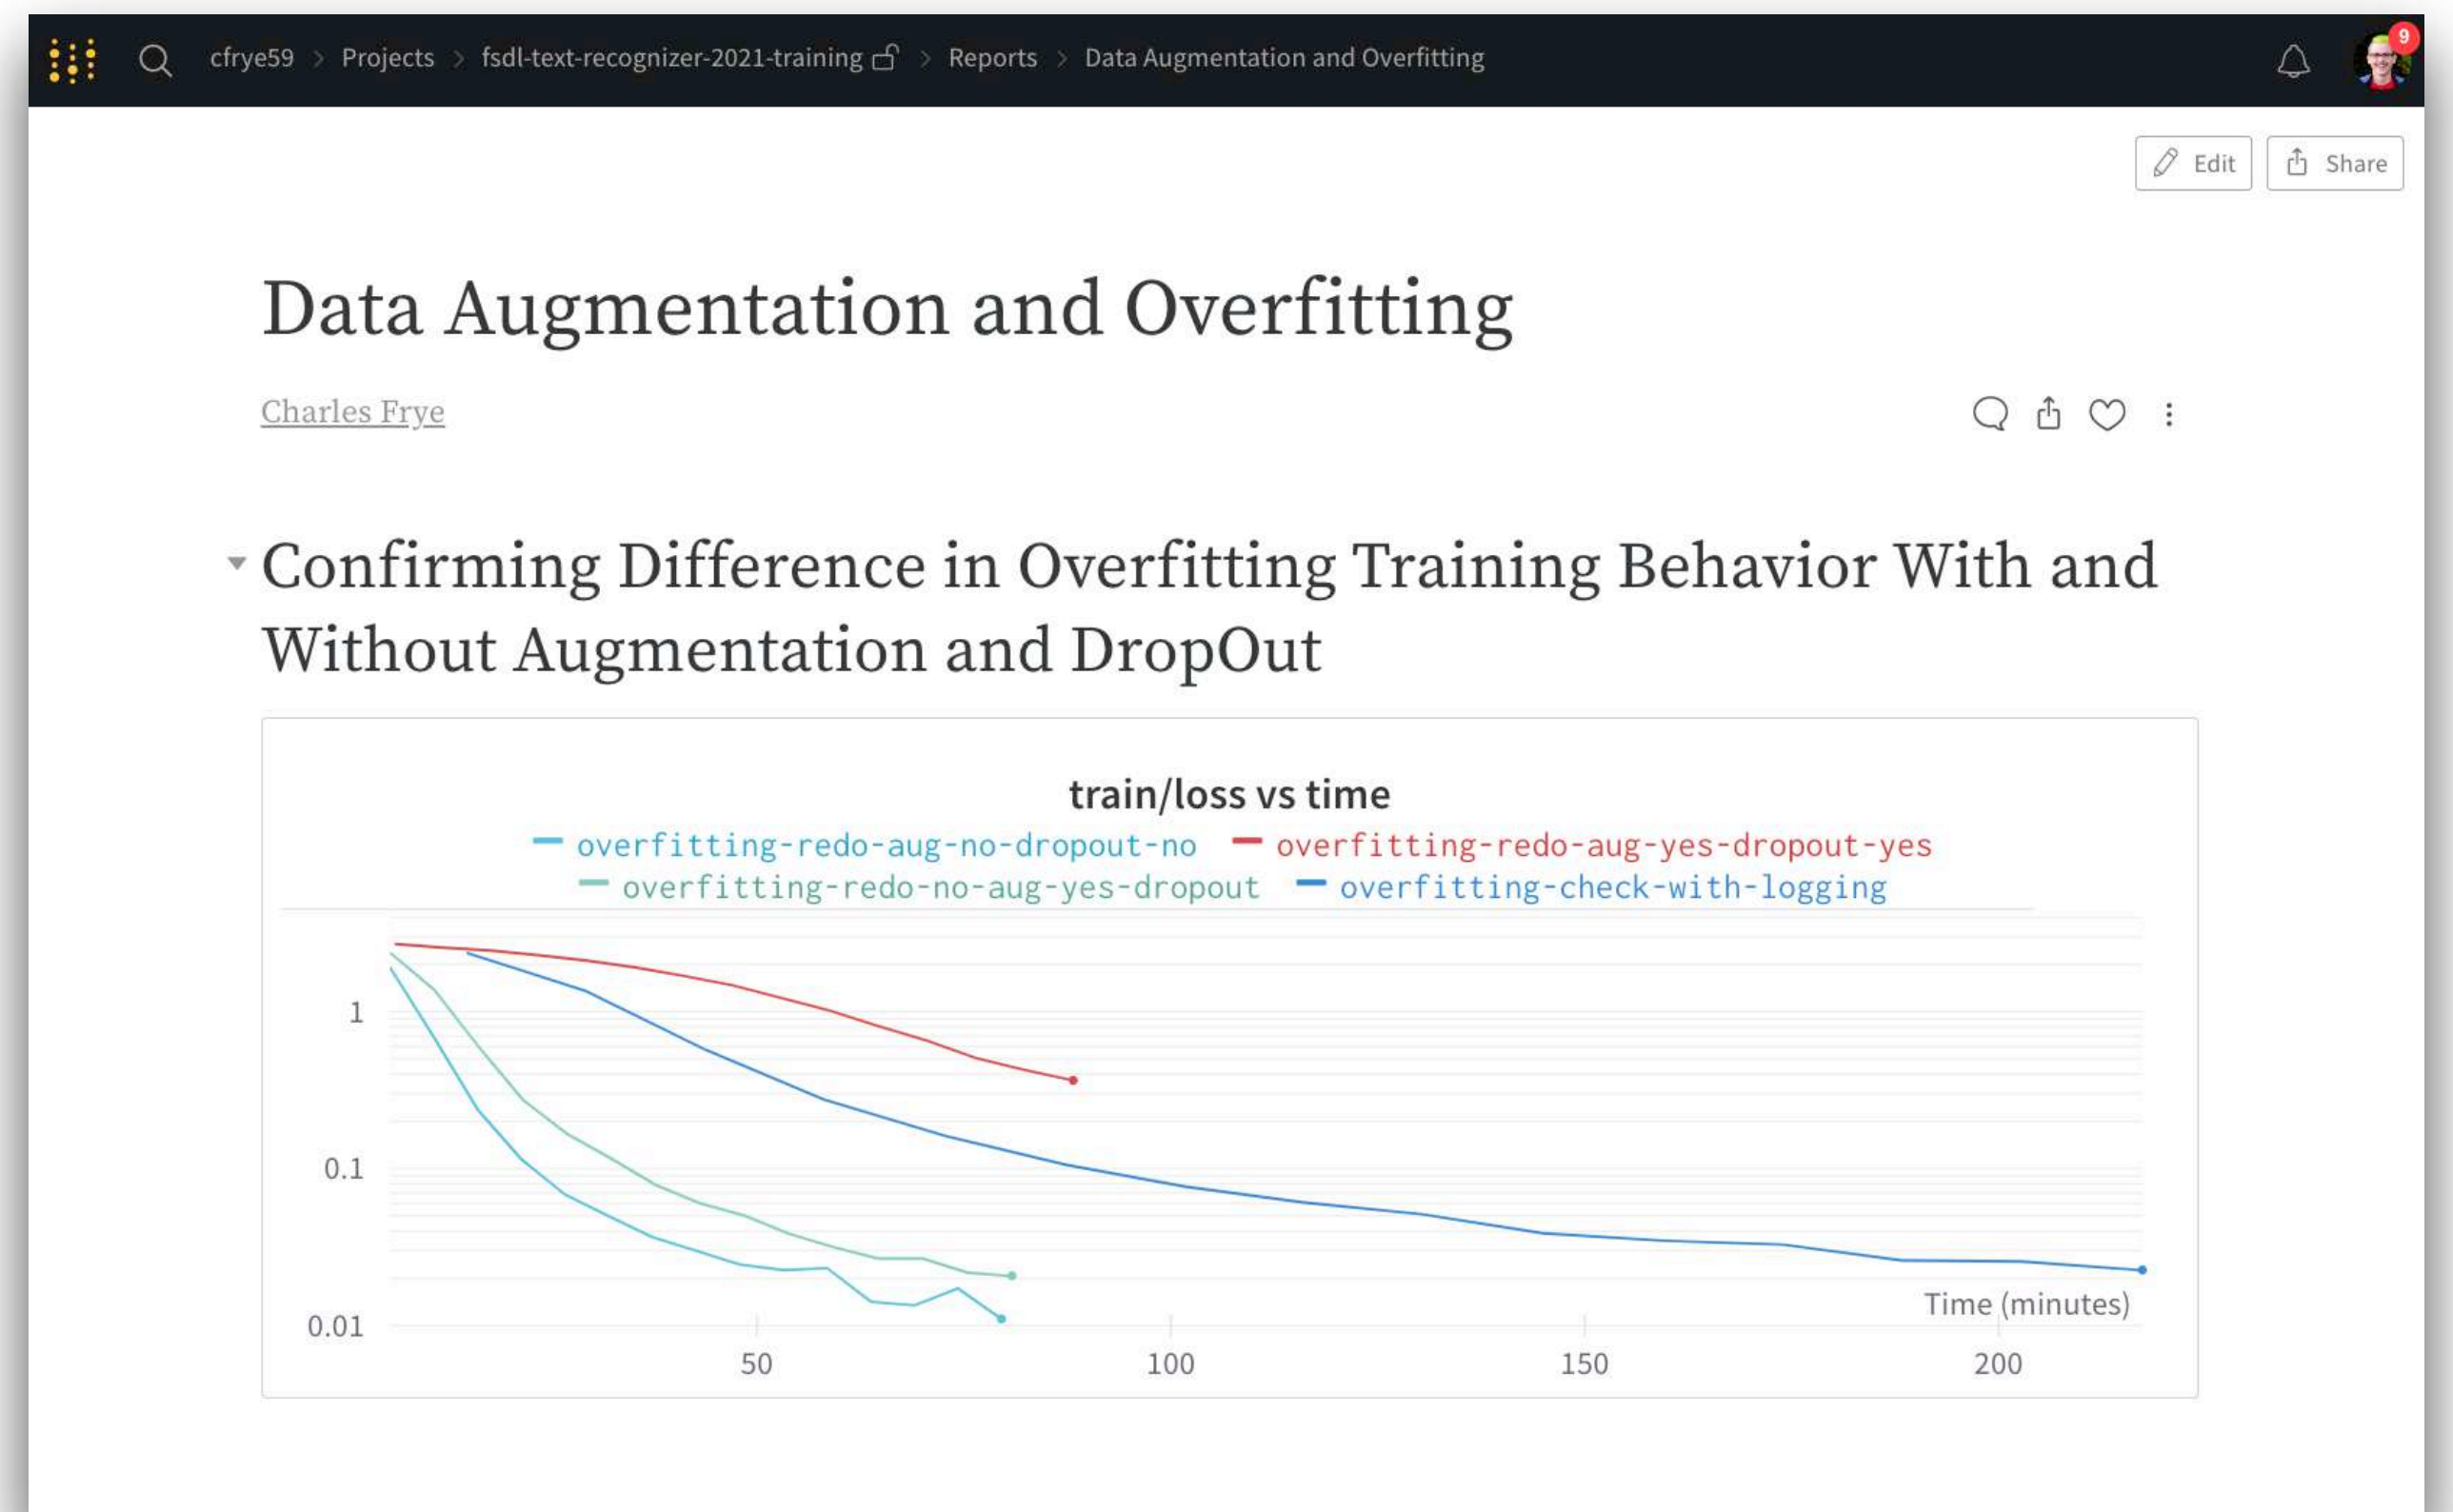 cfrye59 > Projects > fsdl-text-recognizer-2021-training > Reports > Data Augmentation and Overfitting
9
Edit Share
Data Augmentation and Overfitting
Charles Frye
Confirming Difference in Overfitting Training Behavior With and
Without Augmentation and DropOut
train/loss vs time
overfitting-redo-aug-no-dropout-no overfitting-redo-aug-yes-dropout-yes
overfitting-redo-no-aug-yes-dropout overfitting-check-with-logging
1
0.1
0.01
Time (minutes)
50 100 150 200